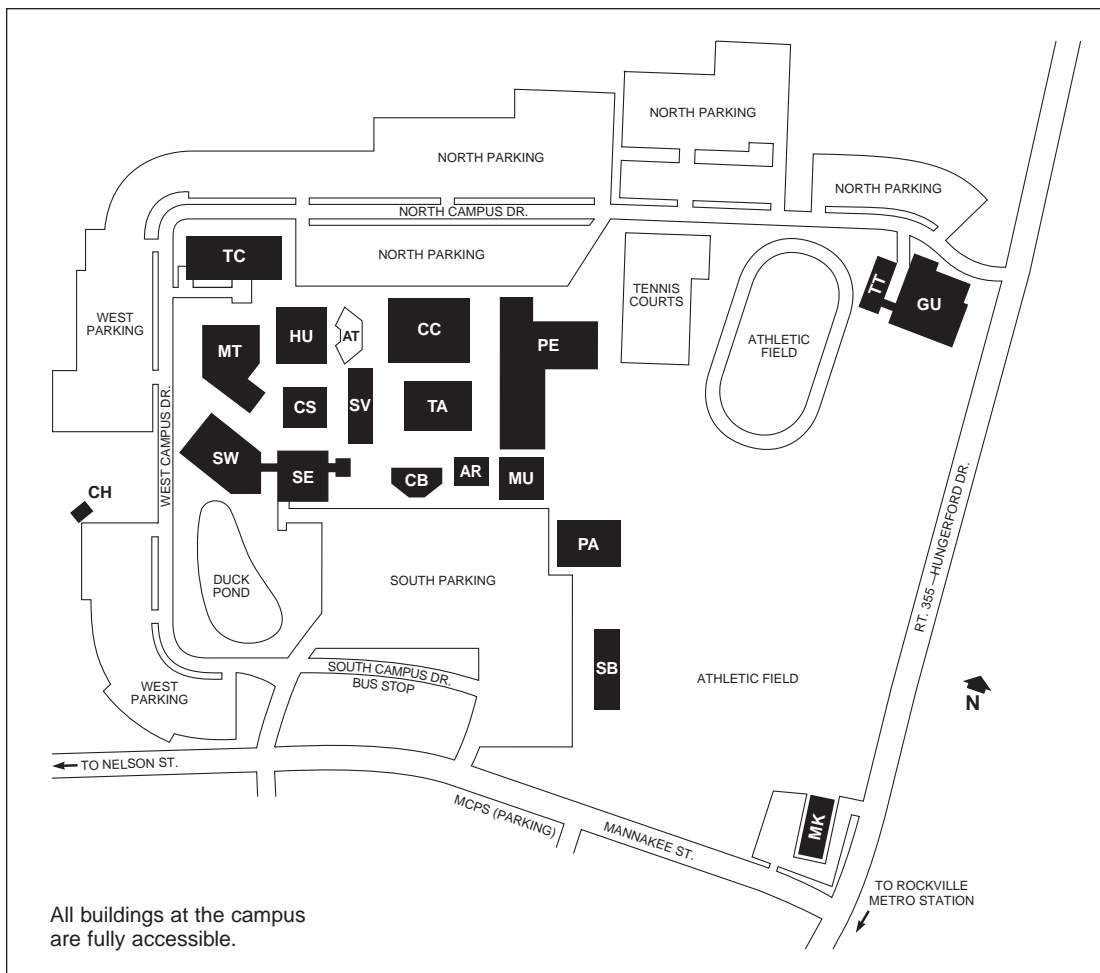 NORTH PARKING
NORTH PARKING
NORTH PARKING
NORTH CAMPUS DR.
NORTH PARKING
TC
TT
GU
TENNIS
COURTS
WEST
PARKING
HU
AT
CC
PE
MT
ATHLETIC
FIELD
CS
SV
TA
WEST CAMPUS DR.
SW
SE
CB
AR
MU
CH
RT. 355 — HUNGERFORD DR.
PA
DUCK
POND
SOUTH PARKING
SB
SOUTH CAMPUS DR.
BUS STOP
ATHLETIC FIELD
WEST
PARKING
N
TO NELSON ST.
MCPS (PARKING)
MANNAKEE ST.
MK
TO ROCKVILLE
METRO STATION
All buildings at the campus
are fully accessible.